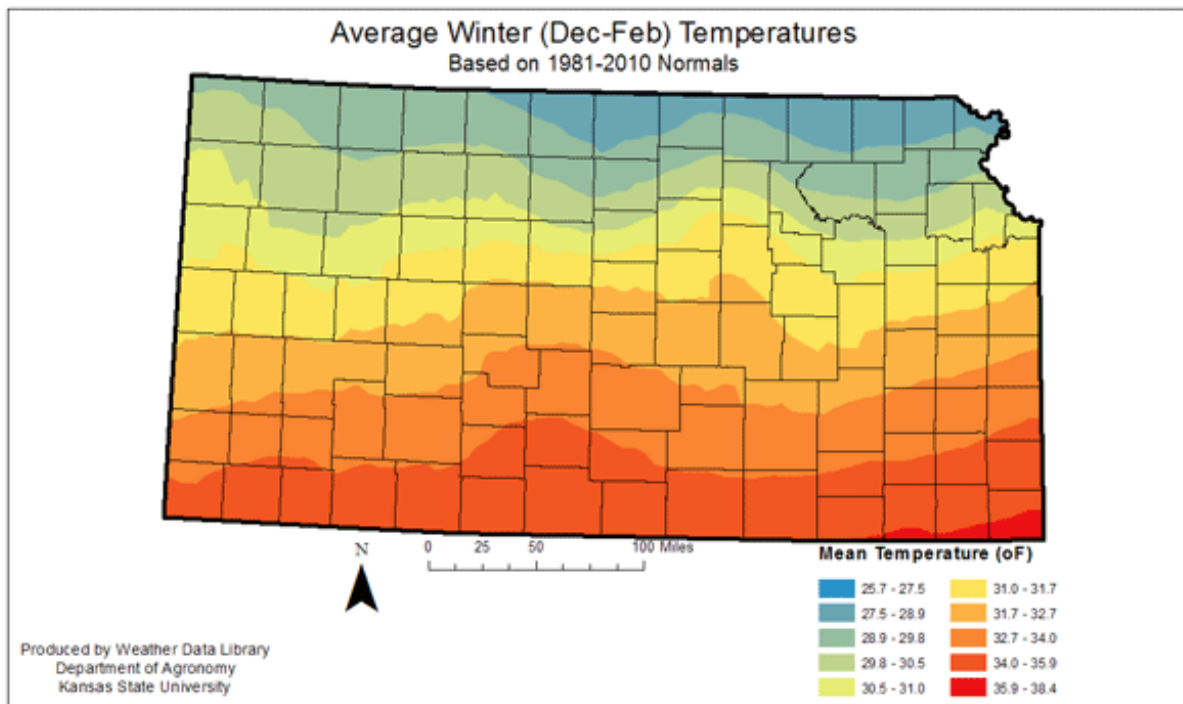 Average Winter (Dec-Feb) Temperatures
Based on 1981-2010 Normals
N
0 25 50 100 Miles
Mean Temperature (oF)
25.7 - 27.5
27.5 - 28.9
28.9 - 29.8
29.8 - 30.5
30.5 - 31.0
31.0 - 31.7
31.7 - 32.7
32.7 - 34.0
34.0 - 35.9
35.9 - 38.4
Produced by Weather Data Library
Department of Agronomy
Kansas State University